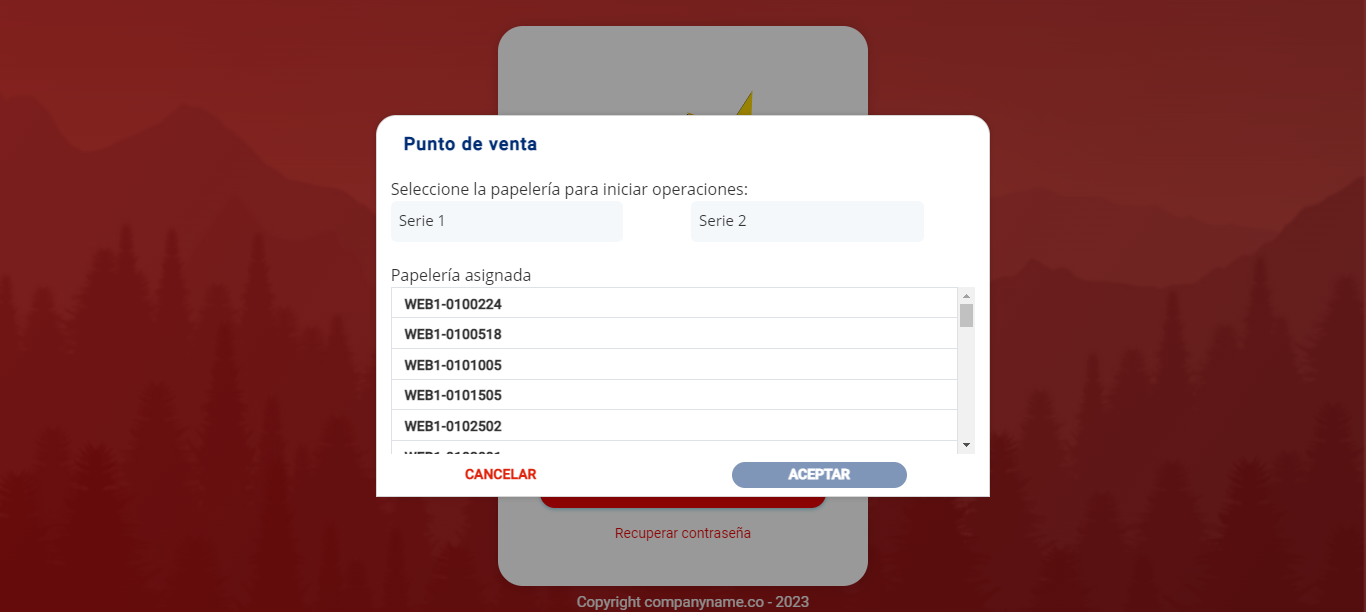 Punto de venta
Seleccione la papelería para iniciar operaciones:
Serie 1
Serie 2
Papelería asignada
WEB1-0100224
WEB1-0100518
WEB1-0101005
WEB1-0101505
WEB1-0102502
CANCELAR
ACEPTAR
Recuperar contraseña
Copyright companyname.co - 2023